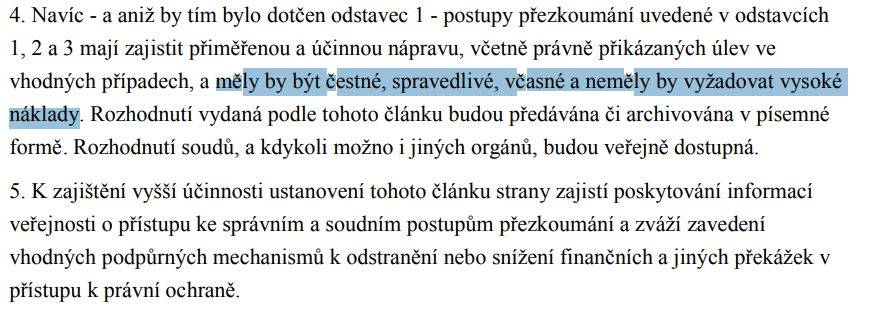 4. Navíc - a aniž by tím bylo dotčen odstavec 1 - postupy přezkoumání uvedené v odstavcích
1, 2 a 3 mají zajistit přiměřenou a účinnou nápravu, včetně právně přikázaných úlev ve
vhodných případech, a měly by být čestné, spravedlivé, včasné a neměly by vyžadovat vysoké
náklady. Rozhodnutí vydaná podle tohoto článku budou předávána či archivována v písemné
formě. Rozhodnutí soudů, a kdykoli možno i jiných orgánů, budou veřejně dostupná.
5. K zajištění vyšší účinnosti ustanovení tohoto článku strany zajistí poskytování informací
veřejnosti o přístupu ke správním a soudním postupům přezkoumání a zváží zavedení
vhodných podpůrných mechanismů k odstranění nebo snížení finančních a jiných překážek v
přístupu k právní ochraně.